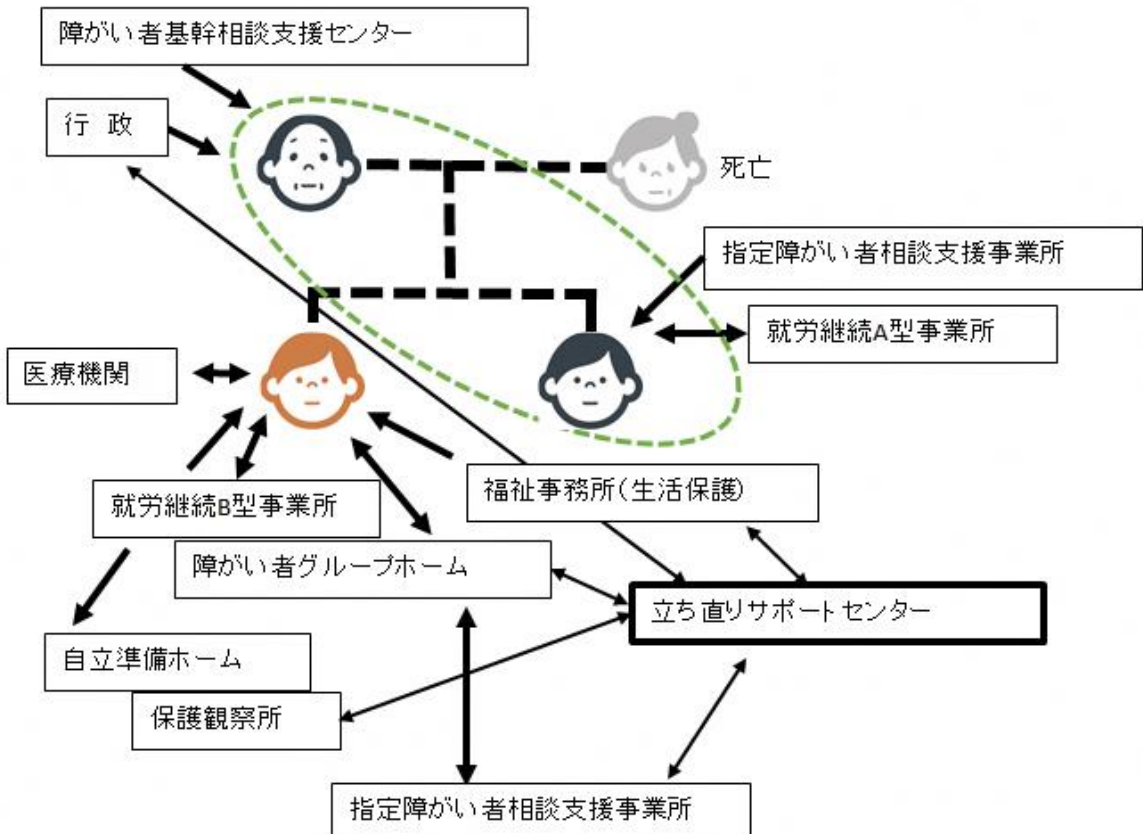 障がい者基幹相談支援センター
行 政
死亡
指定障がい者相談支援事業所
就労継続A型事業所
医療機関
福祉事務所(生活保護)
就労継続B型事業所
障がい者グループホーム
立ち直りサポートセンター
自立準備ホーム
保護観察所
指定障がい者相談支援事業所